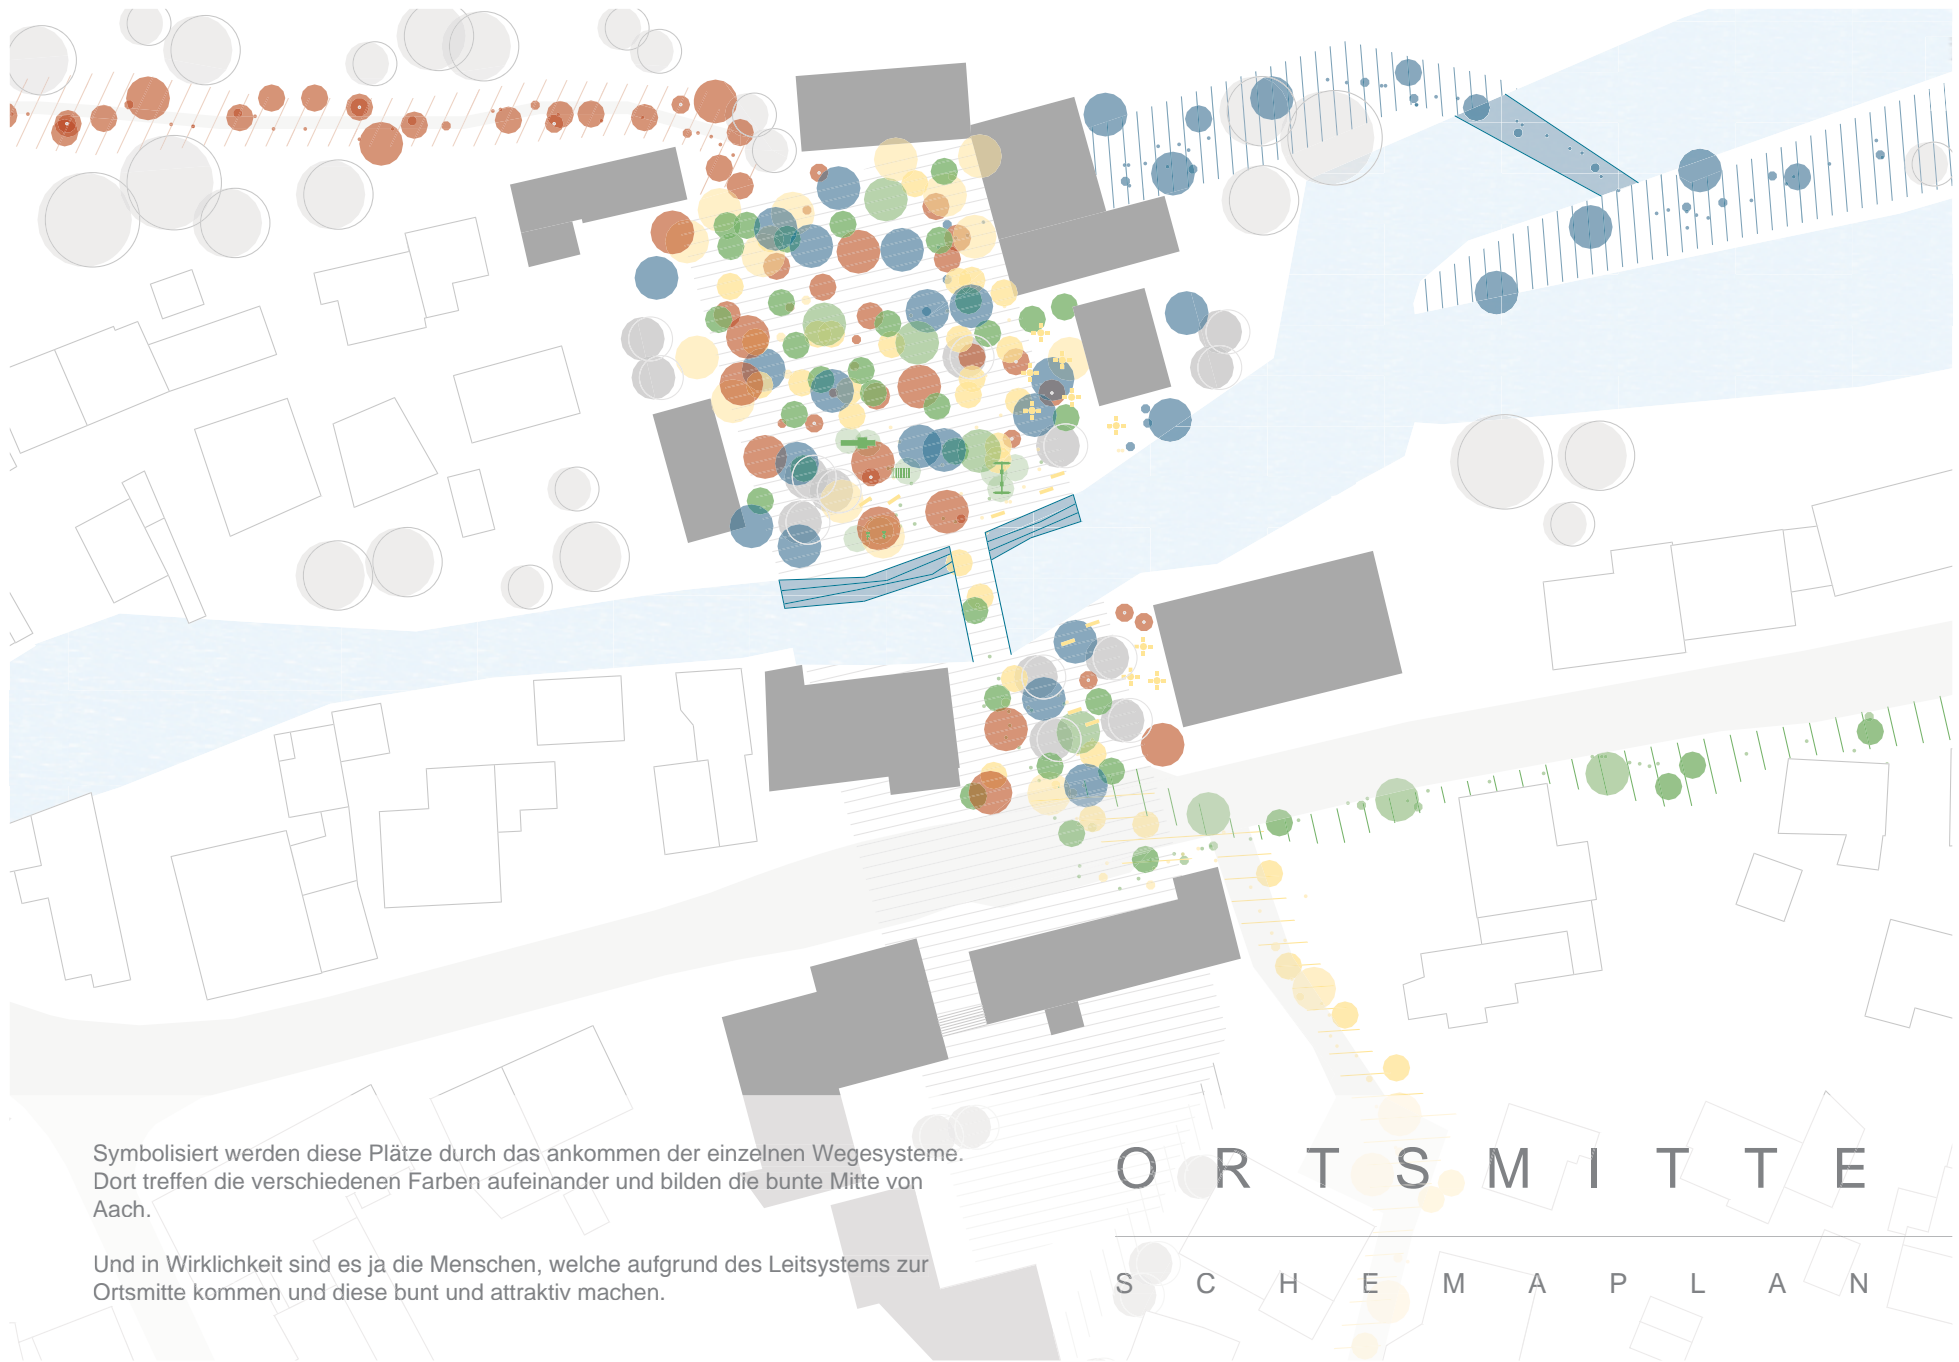 Symbolisiert werden diese Plätze durch das ankommen der einzelnen Wegesysteme.
Dort treffen die verschiedenen Farben aufeinander und bilden die bunte Mitte von
Aach.
Und in Wirklichkeit sind es ja die Menschen, welche aufgrund des Leitsystems zur
Ortsmitte kommen und diese bunt und attraktiv machen.
ORTSMITTE
SCHEMAPLAN